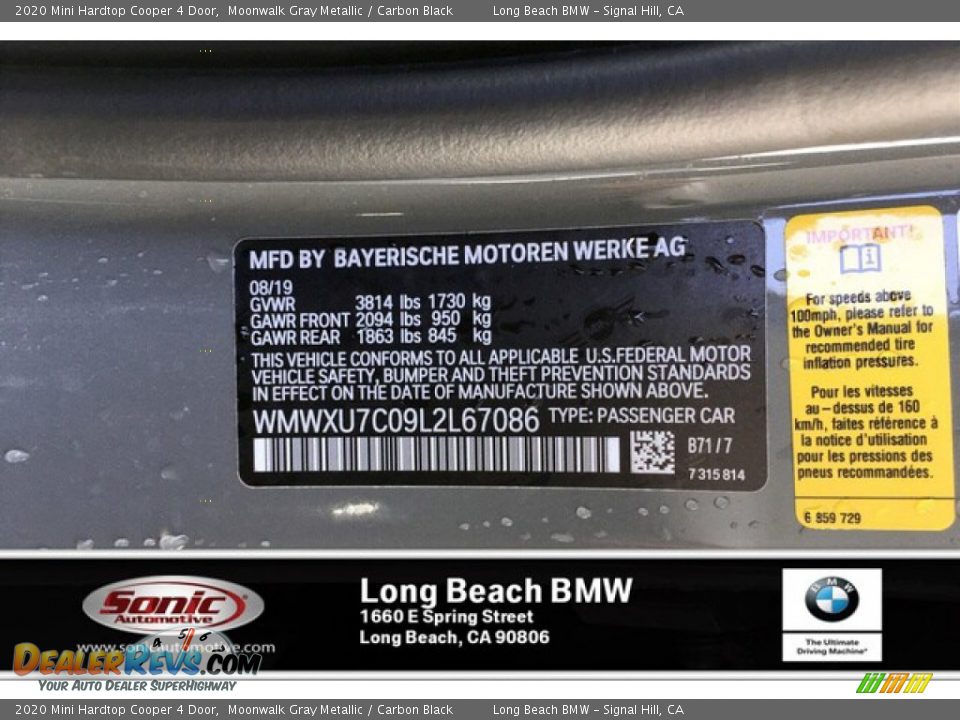 2020 Mini Hardtop Cooper 4 Door, Moonwalk Gray Metallic / Carbon Black Long Beach BMW – Signal Hill, CA
MFD BY BAYERISCHE MOTOREN WERKE AG
08/19
GVWR 3814 lbs 1730 kg
GAWR FRONT 2094 lbs 950 kg
GAWR REAR 1863 lbs 845 kg
THIS VEHICLE CONFORMS TO ALL APPLICABLE U.S.FEDERAL MOTOR
VEHICLE SAFETY, BUMPER AND THEFT PREVENTION STANDARDS
IN EFFECT ON THE DATE OF MANUFACTURE SHOWN ABOVE.
WMWXU7C09L2L67086 TYPE: PASSENGER CAR
B71 / 7
7 315 814
IMPORTANT!
For speeds above
100mph, please refer to
the Owner's Manual for
recommended tire
inflation pressures.
Pour les vitesses
au–dessus de 160
km/h, faites référence à
la notice d'utilisation
pour les pressions des
pneus recommandées.
6 859 729
Sonic
Automotive
www.sonicautomotive.com
Long Beach BMW
1660 E Spring Street
Long Beach, CA 90806
BMW
The Ultimate
Driving Machine®
DEALERREVS.COM
YOUR AUTO DEALER SUPERHIGHWAY
2020 Mini Hardtop Cooper 4 Door, Moonwalk Gray Metallic / Carbon Black Long Beach BMW – Signal Hill, CA